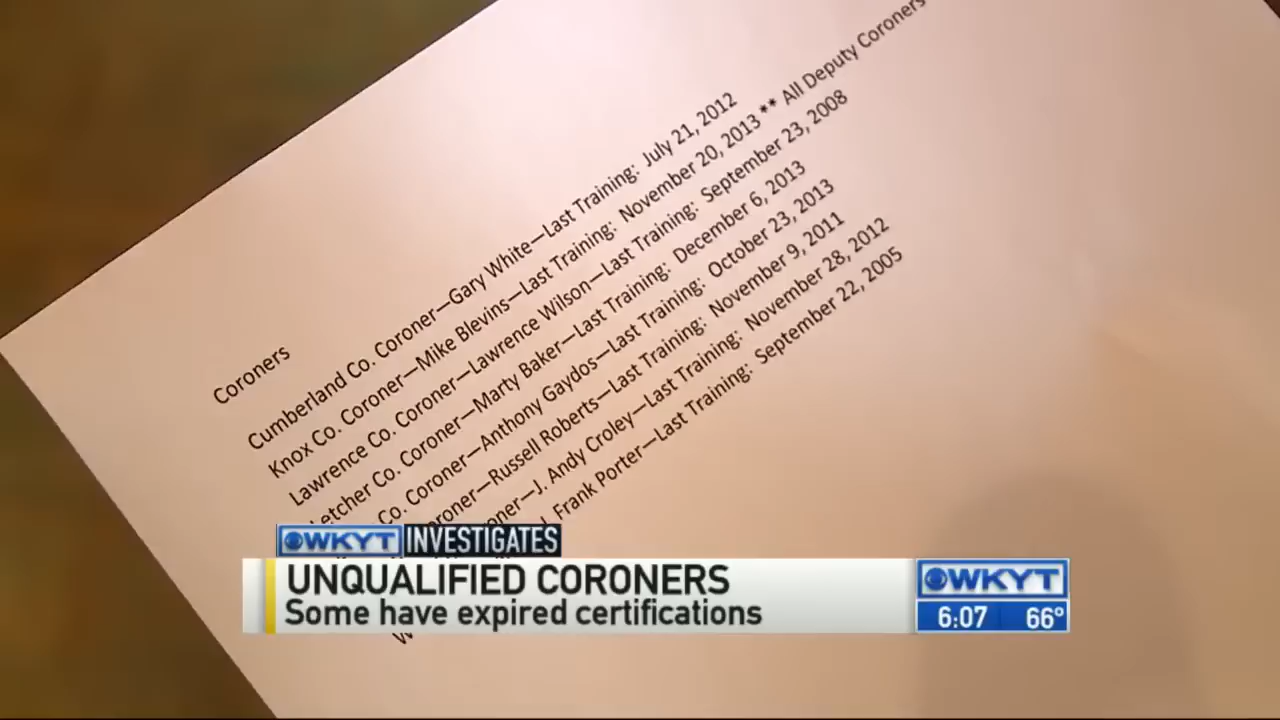 Coroners
Cumberland Co. Coroner—Gary White—Last Training: July 21, 2012
Knox Co. Coroner—Mike Blevins—Last Training: November 20, 2013 ** All Deputy Coroners
Lawrence Co. Coroner—Lawrence Wilson—Last Training: September 23, 2008
Letcher Co. Coroner—Marty Baker—Last Training: December 6, 2013
Co. Coroner—Anthony Gaydos—Last Training: October 23, 2013
Coroner—Russell Roberts—Last Training: November 9, 2011
J. Andy Croley—Last Training: November 28, 2012
J. Frank Porter—Last Training: September 22, 2005
WKYT INVESTIGATES
UNQUALIFIED CORONERS
Some have expired certifications
WKYT
6:07 66°